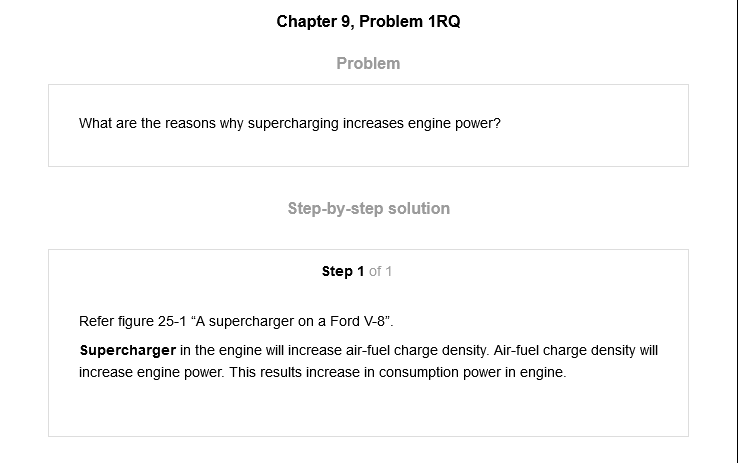 Chapter 9, Problem 1RQ
Problem
What are the reasons why supercharging increases engine power?
Step-by-step solution
Step 1 of 1
Refer figure 25-1 “A supercharger on a Ford V-8”.
Supercharger in the engine will increase air-fuel charge density. Air-fuel charge density will
increase engine power. This results increase in consumption power in engine.